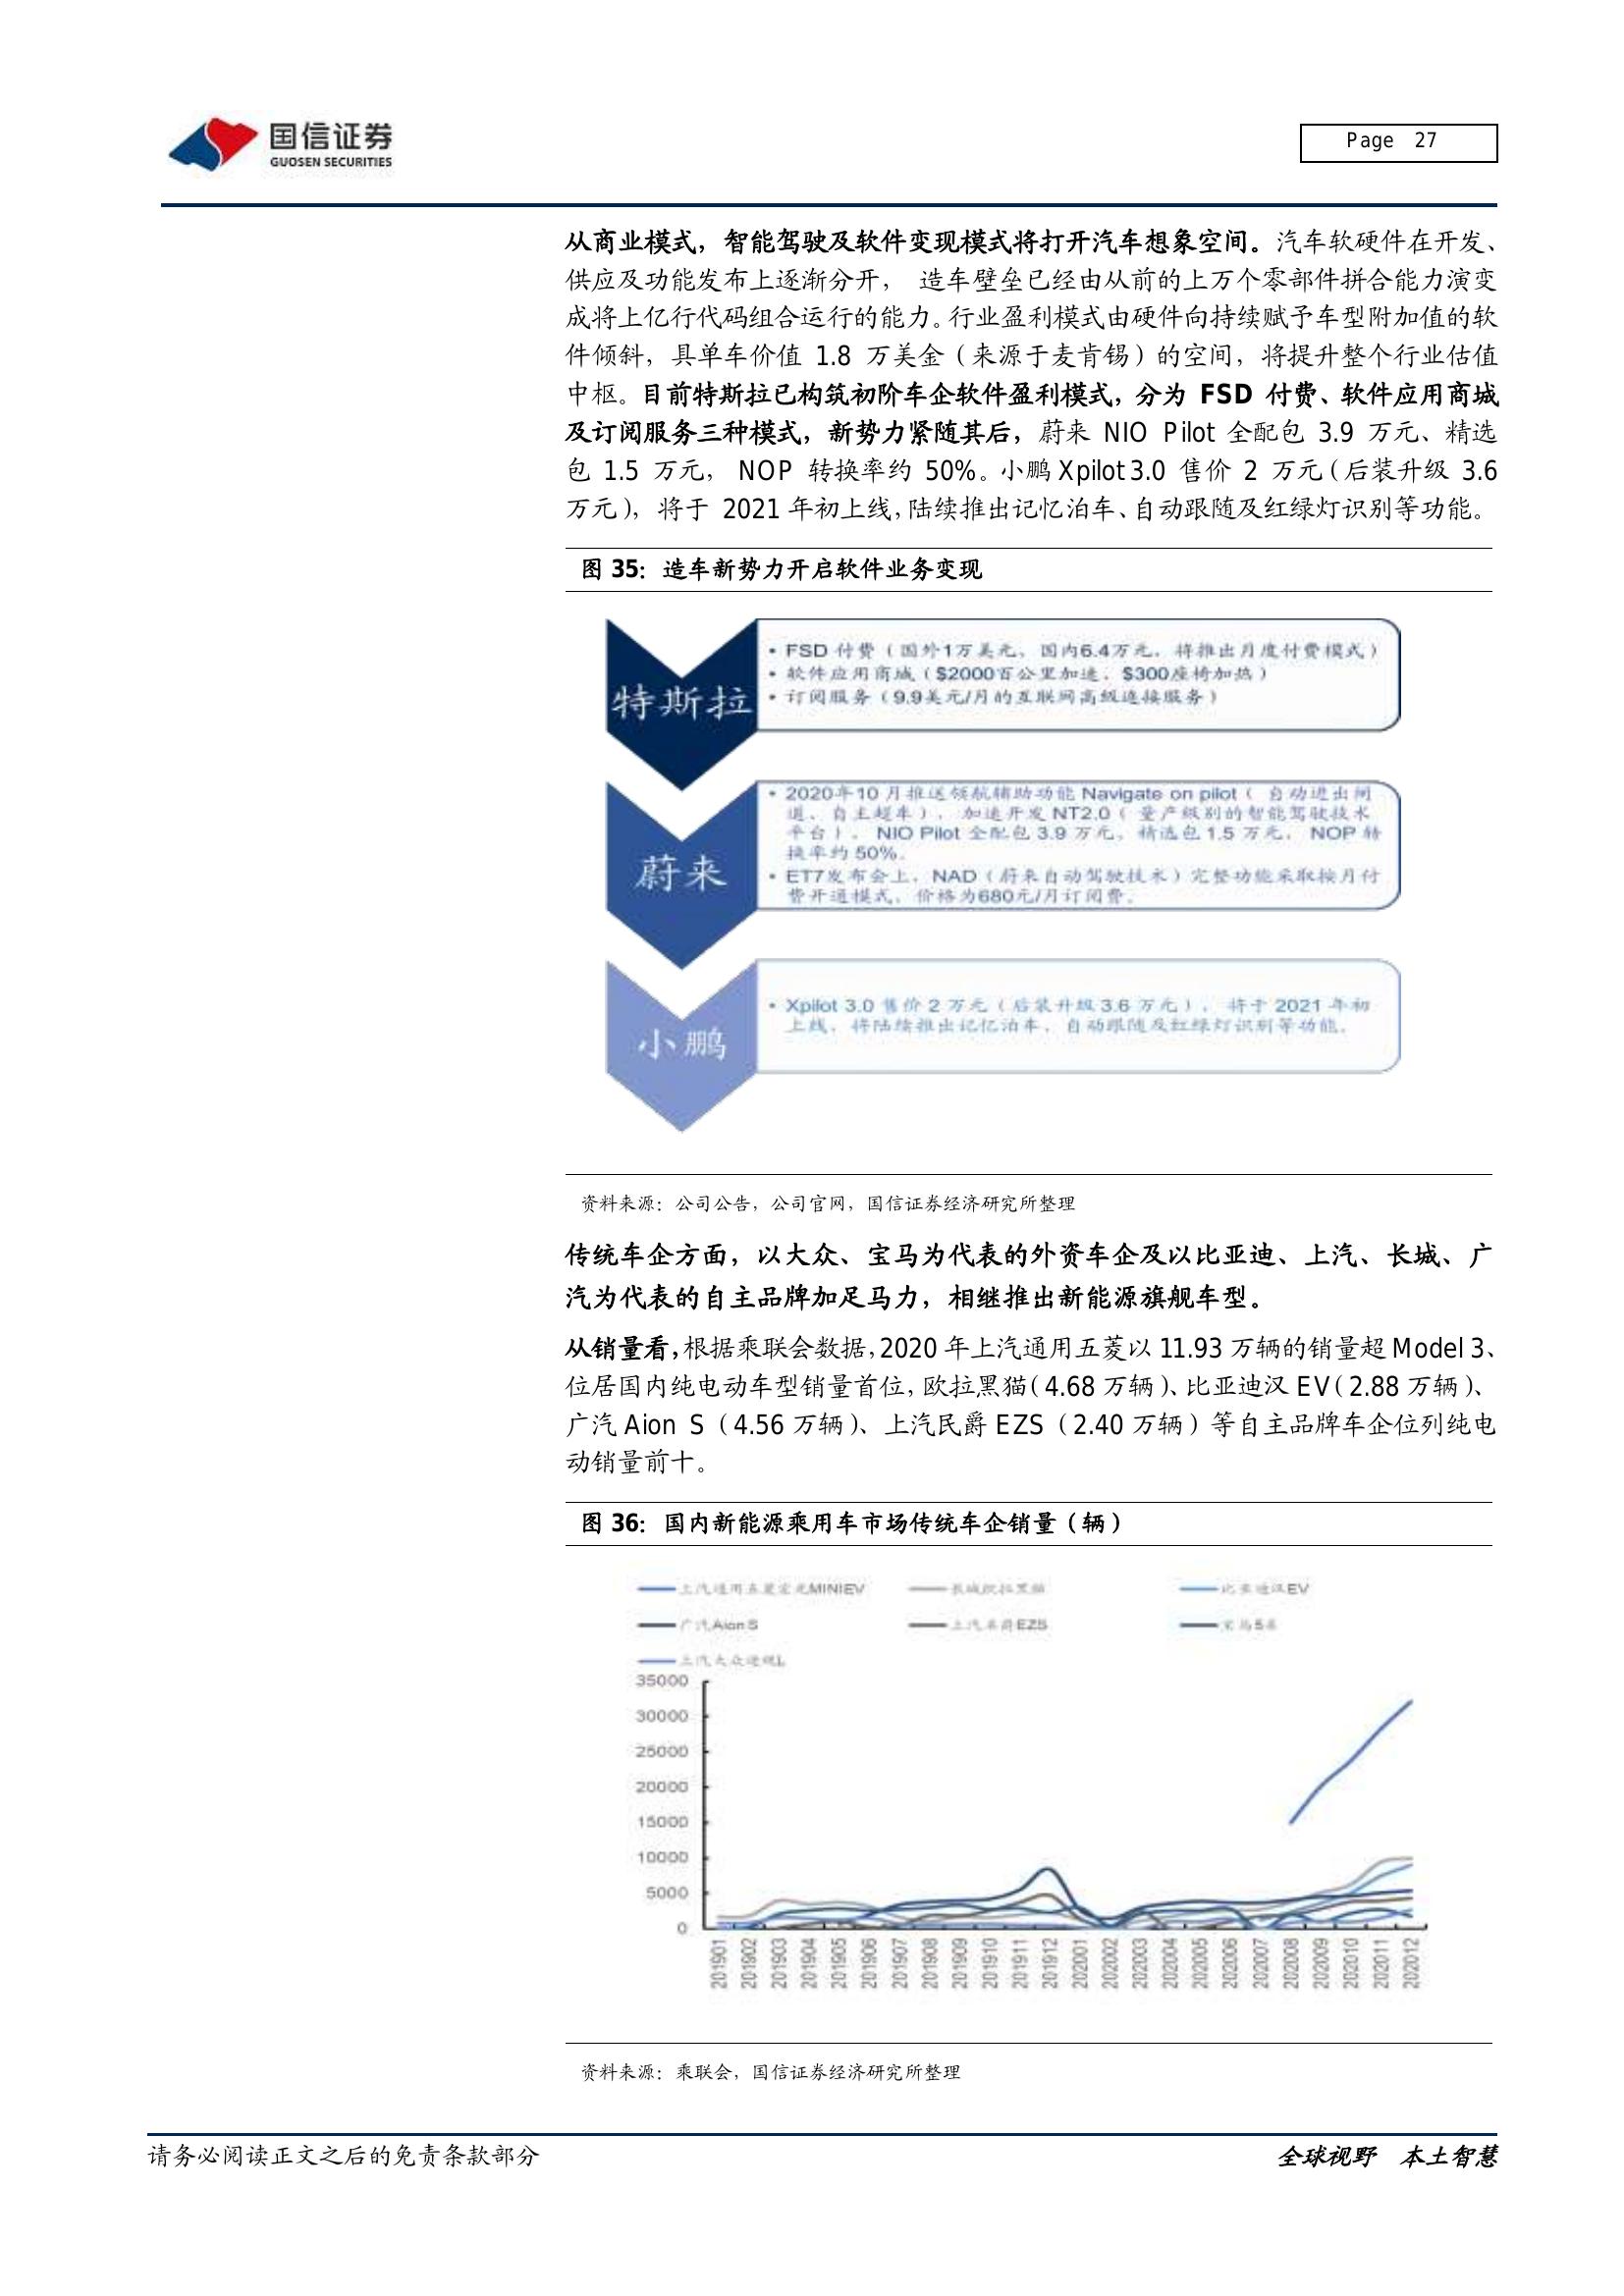 国信证券
GUOSEN SECURITIES
Page 27
从商业模式，智能驾驶及软件变现模式将打开汽车想象空间。汽车软硬件在开发、
供应及功能发布上逐渐分开， 造车壁垒已经由从前的上万个零部件拼合能力演变
成将上亿行代码组合运行的能力。行业盈利模式由硬件向持续赋予车型附加值的软
件倾斜，具单车价值 1.8 万美金（来源于麦肯锡）的空间，将提升整个行业估值
中枢。目前特斯拉已构筑初阶车企软件盈利模式，分为 FSD 付费、软件应用商城
及订阅服务三种模式，新势力紧随其后，蔚来 NIO Pilot 全配包 3.9 万元、精选
包 1.5 万元， NOP 转换率约 50%。小鹏 Xpilot 3.0 售价 2 万元（后装升级 3.6
万元），将于 2021 年初上线，陆续推出记忆泊车、自动跟随及红绿灯识别等功能。
图 35：造车新势力开启软件业务变现
特斯拉
• FSD 付费（国外1万美元，国内6.4万元，将推出月度付费模式）
• 软件应用商城（$2000百公里加速、$300座椅加热）
• 订阅服务（9.9美元/月的互联网高级连接服务）
蔚来
• 2020年10 月推送领航辅助功能 Navigate on pilot（ 自动进出闸
道、自主超车），加速开发 NT2.0（ 量产级别的智能驾驶技术
平台）。 NIO Pilot 全配包 3.9 万元，精选包 1.5 万元， NOP 转
换率约 50%。
• ET7发布会上，NAD（蔚来自动驾驶技术）完整功能采取按月付
费开通模式，价格为680元/月订阅费。
小鹏
• Xpilot 3.0 售价 2 万元（后装升级 3.6 万元）， 将于 2021 年初
上线，将陆续推出记忆泊车、自动跟随及红绿灯识别等功能。
资料来源：公司公告，公司官网，国信证券经济研究所整理
传统车企方面，以大众、宝马为代表的外资车企及以比亚迪、上汽、长城、广
汽为代表的自主品牌加足马力，相继推出新能源旗舰车型。
从销量看，根据乘联会数据，2020 年上汽通用五菱以 11.93 万辆的销量超 Model 3、
位居国内纯电动车型销量首位，欧拉黑猫（4.68 万辆）、比亚迪汉 EV（2.88 万辆）、
广汽 Aion S（4.56 万辆）、上汽民爵 EZS（2.40 万辆）等自主品牌车企位列纯电
动销量前十。
图 36：国内新能源乘用车市场传统车企销量（辆）
上汽通用五菱宏光MINIEV 长城欧拉黑猫 比亚迪汉EV
广汽Aion S 上汽名爵EZS 宝马5系
上汽大众途观L
35000
30000
25000
20000
15000
10000
5000
0
201901 201902 201903 201904 201905 201906 201907 201908 201909 201910 201911 201912 202001 202002 202003 202004 202005 202006 202007 202008 202009 202010 202011 202012
资料来源：乘联会，国信证券经济研究所整理
请务必阅读正文之后的免责条款部分
全球视野 本土智慧